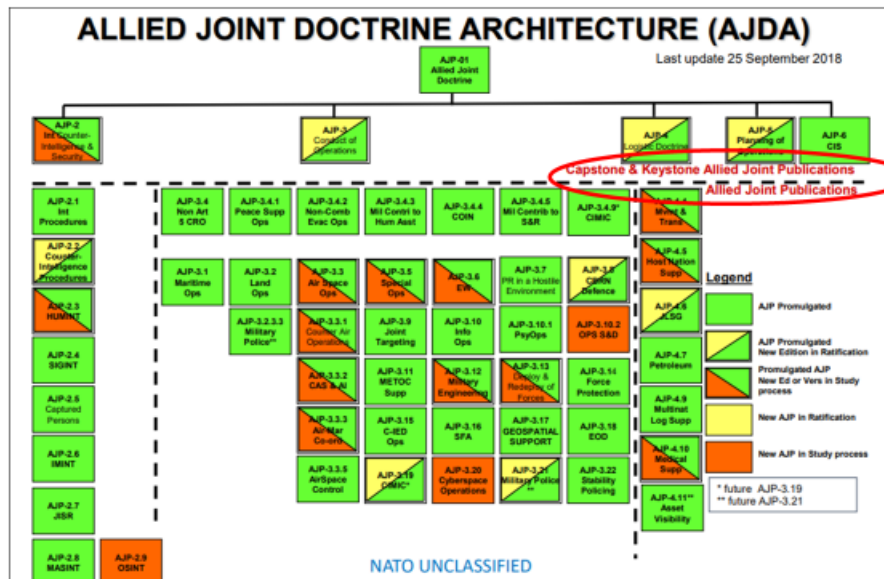 ALLIED JOINT DOCTRINE ARCHITECTURE (AJDA)
Last update 25 September 2018
AJP-01
Allied Joint
Doctrine
AJP-2
Int Counter-
Intelligence &
Security
AJP-3
Conduct of
Operations
AJP-4
Logistic Doctrine
AJP-5
Planning of
Operations
AJP-6
CIS
Capstone & Keystone Allied Joint Publications
Allied Joint Publications
AJP-2.1
Int
Procedures
AJP-3.4
Non Art
5 CRO
AJP-3.4.1
Peace Supp
Ops
AJP-3.4.2
Non-Comb
Evac Ops
AJP-3.4.3
Mil Contri to
Hum Asst
AJP-3.4.4
COIN
AJP-3.4.5
Mil Contrib to
S&R
AJP-3.4.9*
CIMIC
Mvmt &
Trans
AJP-2.2
Counter-
Intelligence
Procedures
AJP-3.1
Maritime
Ops
AJP-3.2
Land
Ops
AJP-3.3
Air Space
Ops
AJP-3.5
Special
Ops
AJP-3.6
EW
AJP-3.7
PR in a Hostile
Environment
AJP-3.8
CBRN
Defence
AJP-4.5
Host Nation
Supp
AJP-2.3
HUMINT
AJP-3.2.3.3
Military
Police**
AJP-3.3.1
Counter Air
Operations
AJP-3.9
Joint
Targeting
AJP-3.10
Info
Ops
AJP-3.10.1
PsyOps
AJP-3.10.2
OPS S&D
AJP-4.6
JLSG
AJP-2.4
SIGINT
AJP-3.3.2
CAS & AI
AJP-3.11
METOC
Supp
AJP-3.12
Military
Engineering
AJP-3.13
Deploy &
Redeploy of
Forces
AJP-3.14
Force
Protection
AJP-4.7
Petroleum
AJP-2.5
Captured
Persons
AJP-3.3.3
Air-Mar
Co-ord
AJP-3.15
C-IED
Ops
AJP-3.16
SFA
AJP-3.17
GEOSPATIAL
SUPPORT
AJP-3.18
EOD
AJP-4.9
Multinat
Log Supp
AJP-2.6
IMINT
AJP-3.3.5
AirSpace
Control
AJP-3.19
CIMIC*
AJP-3.20
Cyberspace
Operations
AJP-3.21
Military Police
**
AJP-3.22
Stability
Policing
AJP-4.10
Medical
Supp
AJP-2.7
JISR
AJP-4.11**
Asset
Visibility
AJP-2.8
MASINT
AJP-2.9
OSINT
Legend
AJP Promulgated
AJP Promulgated
New Edition in Ratification
Promulgated AJP
New Ed or Vers in Study
process
New AJP in Ratification
New AJP in Study process
* future AJP-3.19
** future AJP-3.21
NATO UNCLASSIFIED